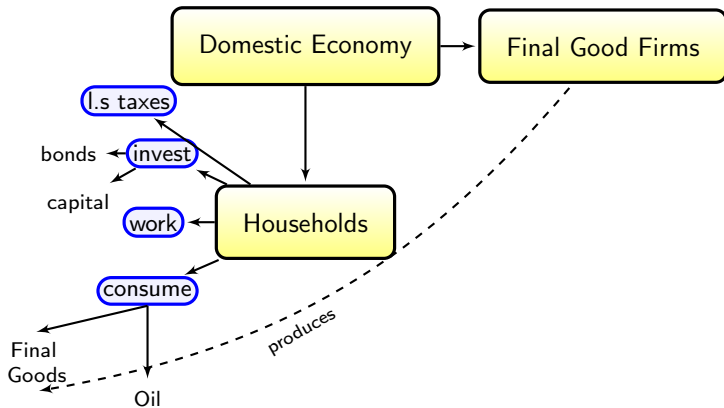 Domestic Economy
Final Good Firms
l.s taxes
bonds
invest
capital
work
Households
consume
produces
Final
Goods
Oil